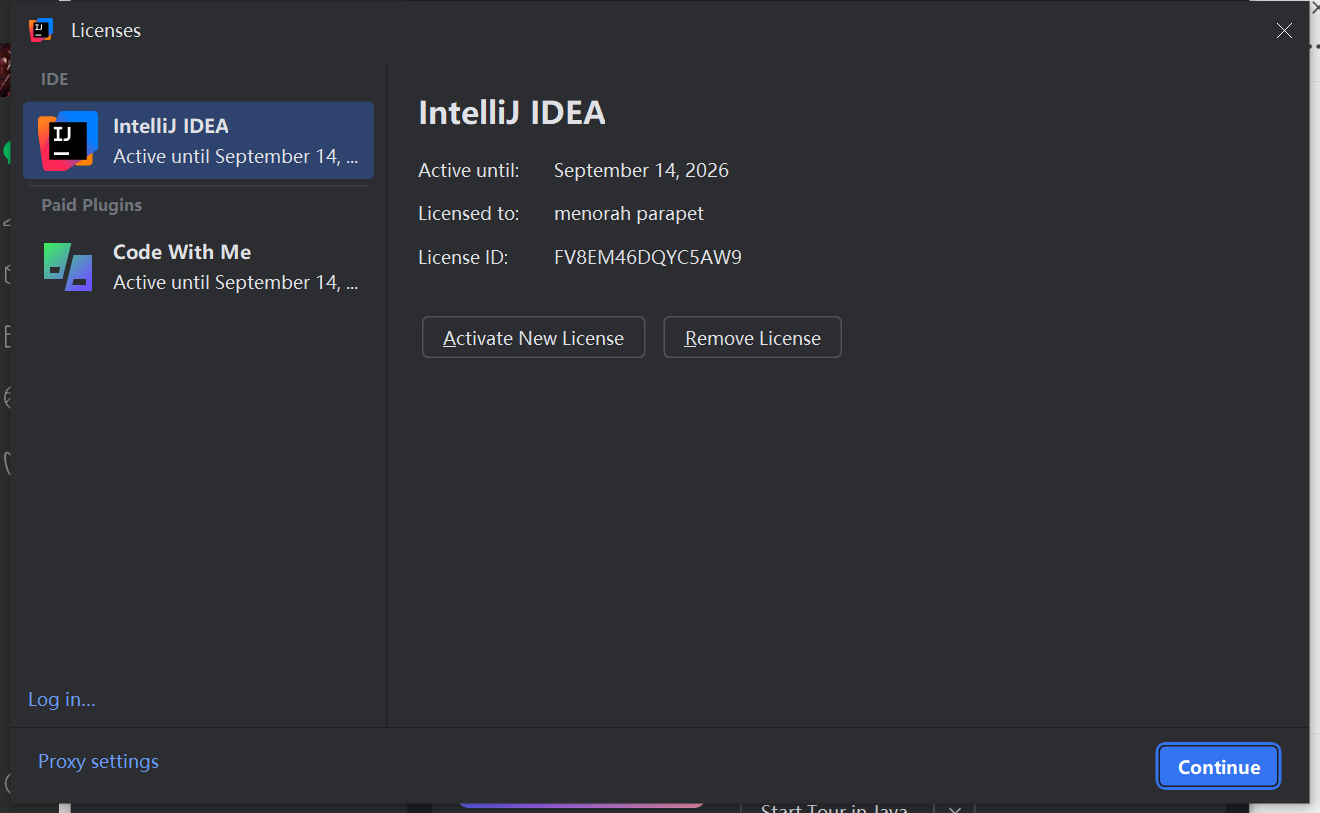 Licenses
IDE
IJ
IntelliJ IDEA
Active until September 14, ...
Paid Plugins
Code With Me
Active until September 14, ...
Log in...
IntelliJ IDEA
Active until: September 14, 2026
Licensed to: menorah parapet
License ID: FV8EM46DQYC5AW9
Activate New License Remove License
Proxy settings
Continue
Start Tour in Java